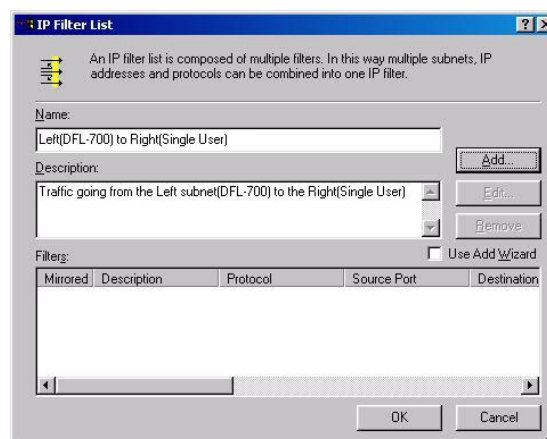 IP Filter List
An IP filter list is composed of multiple filters. In this way multiple subnets, IP
addresses and protocols can be combined into one IP filter.
Name:
Left(DFL-700) to Right(Single User)
Add...
Description:
Traffic going from the Left subnet(DFL-700) to the Right(Single User)
Edit...
Remove
Filters:
Use Add Wizard
Mirrored Description Protocol Source Port Destination
OK Cancel